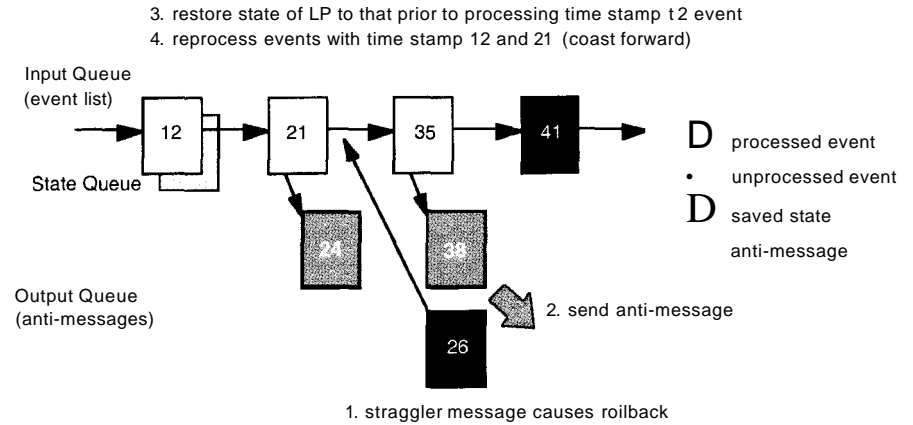 3. restore state of LP to that prior to processing time stamp t2 event
4. reprocess events with time stamp 12 and 21 (coast forward)
Input Queue
(event list)
12
21
35
41
State Queue
D processed event
• unprocessed event
D saved state
anti-message
24
38
Output Queue
(anti-messages)
2. send anti-message
26
1. straggler message causes roilback